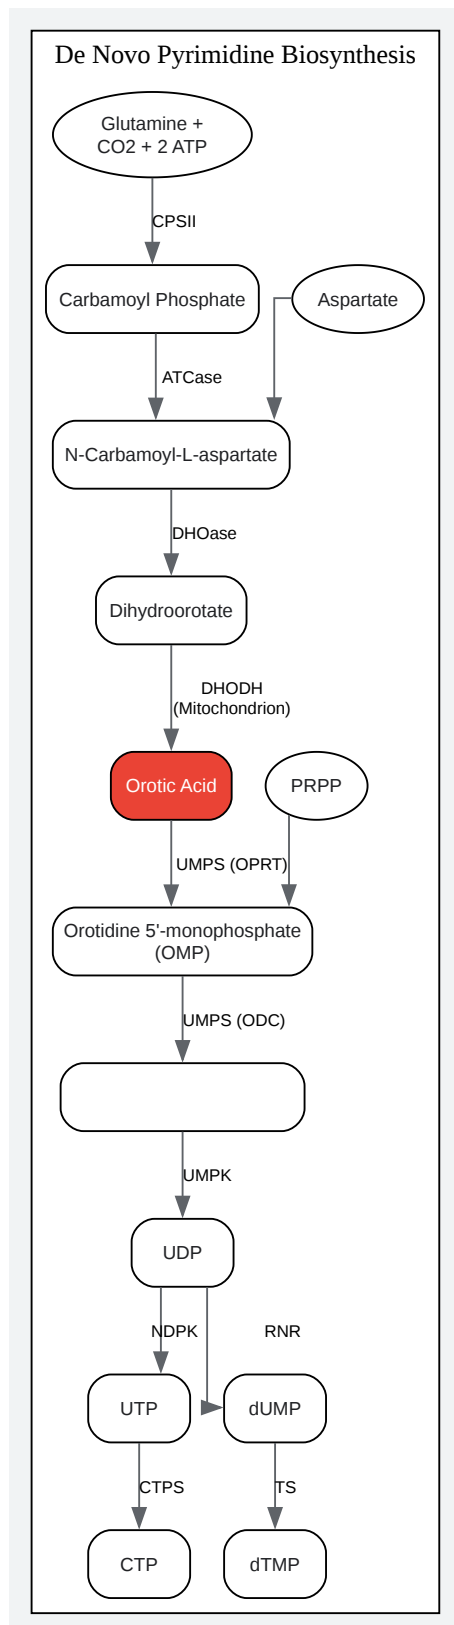 De Novo Pyrimidine Biosynthesis
Glutamine +
CO2 + 2 ATP
CPSII
Carbamoyl Phosphate
Aspartate
ATCase
N-Carbamoyl-L-aspartate
DHOase
Dihydroorotate
DHODH
(Mitochondrion)
Orotic Acid
PRPP
UMPS (OPRT)
Orotidine 5'-monophosphate
(OMP)
UMPS (ODC)
UMPK
UDP
NDPK
RNR
UTP
dUMP
CTPS
TS
CTP
dTMP